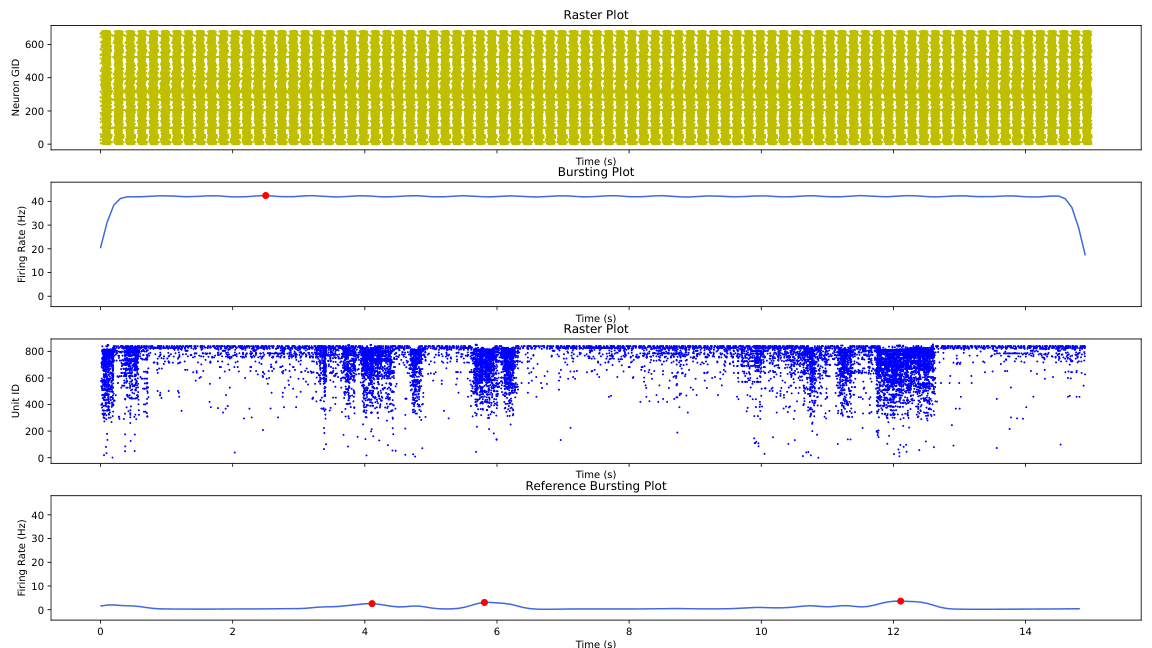 Raster Plot
Neuron GID
600
400
200
0
Time (s)
Bursting Plot
Firing Rate (Hz)
40
30
20
10
0
Time (s)
Raster Plot
Unit ID
800
600
400
200
0
Time (s)
Reference Bursting Plot
Firing Rate (Hz)
40
30
20
10
0
0 2 4 6 8 10 12 14
Time (s)